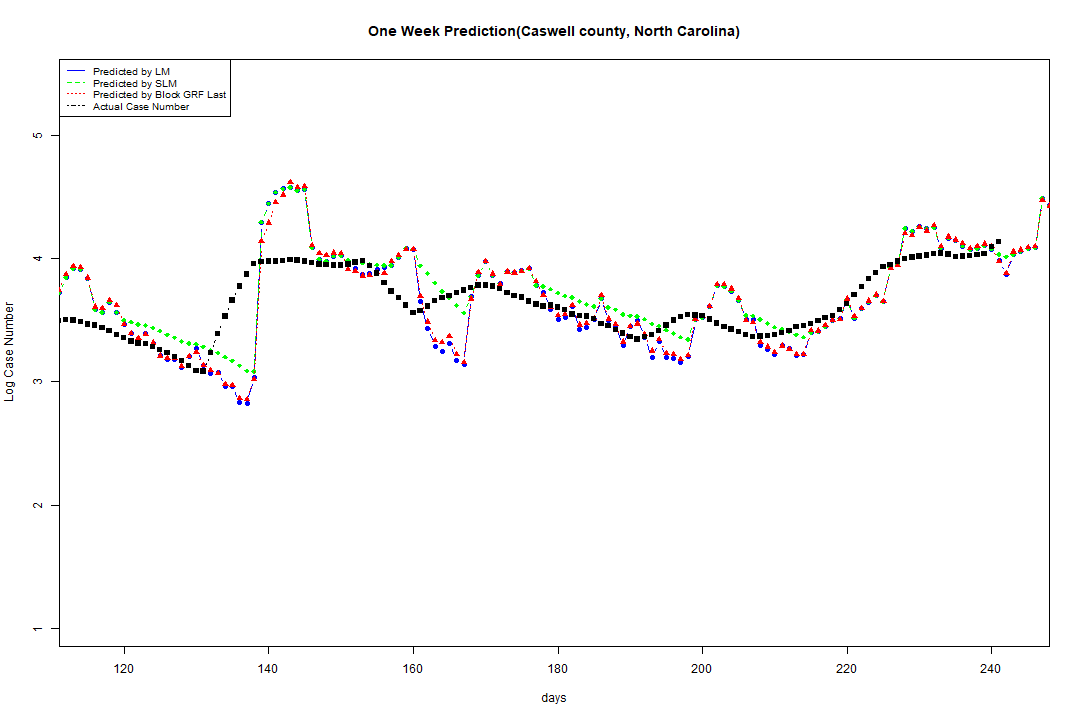 One Week Prediction(Caswell county, North Carolina)
Predicted by LM
Predicted by SLM
Predicted by Block GRF Last
Actual Case Number
5
4
3
2
1
Log Case Number
120 140 160 180 200 220 240
days